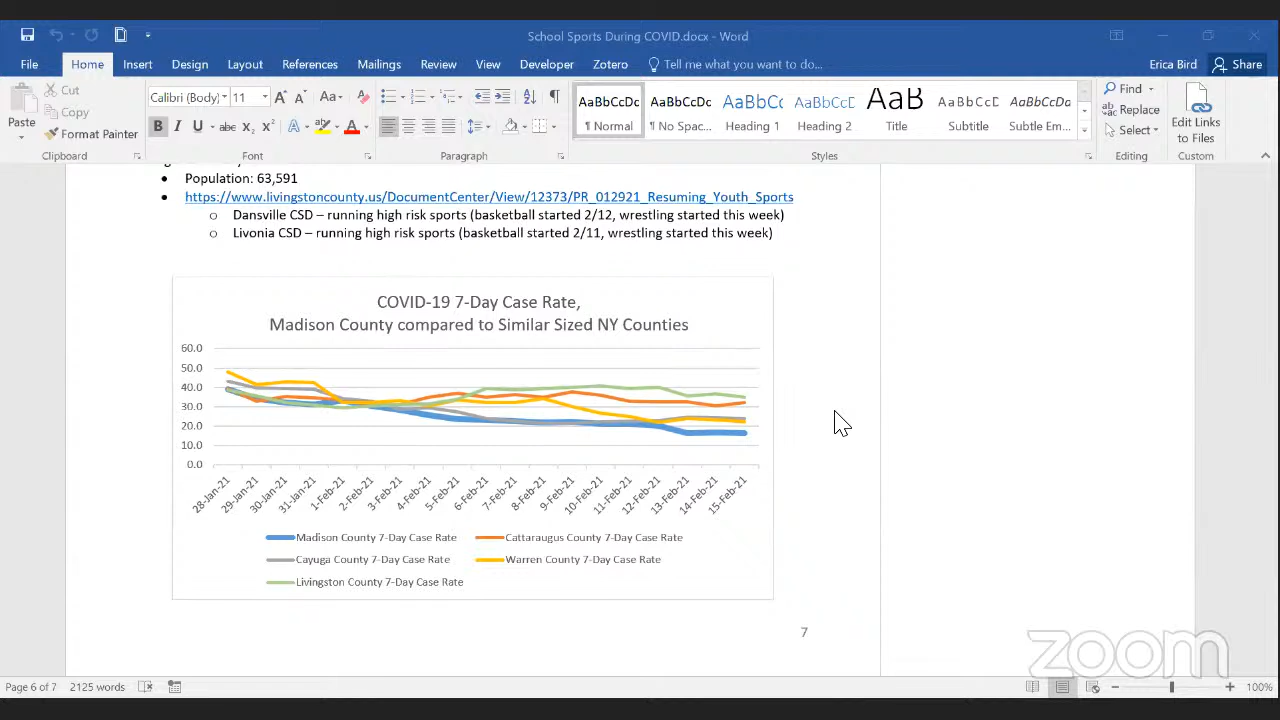 School Sports During COVID.docx - Word
File Home Insert Design Layout References Mailings Review View Developer Zotero Tell me what you want to do... Erica Bird Share
Paste
Cut
Copy
Format Painter
Clipboard
Calibri (Body) 11
Font
Paragraph
AaBbCcDc AaBbCcDc AaBbCc AaBbCcD AaB AaBbCcD AaBbCcDa
¶ Normal ¶ No Spac... Heading 1 Heading 2 Title Subtitle Subtle Em...
Styles
Find
Replace
Select
Editing
Edit Links
to Files
Custom
• Population: 63,591
• https://www.livingstoncounty.us/DocumentCenter/View/12373/PR_012921_Resuming_Youth_Sports
o Dansville CSD – running high risk sports (basketball started 2/12, wrestling started this week)
o Livonia CSD – running high risk sports (basketball started 2/11, wrestling started this week)
COVID-19 7-Day Case Rate,
Madison County compared to Similar Sized NY Counties
60.0
50.0
40.0
30.0
20.0
10.0
0.0
28-Jan-21 29-Jan-21 30-Jan-21 31-Jan-21 1-Feb-21 2-Feb-21 3-Feb-21 4-Feb-21 5-Feb-21 6-Feb-21 7-Feb-21 8-Feb-21 9-Feb-21 10-Feb-21 11-Feb-21 12-Feb-21 13-Feb-21 14-Feb-21 15-Feb-21
Madison County 7-Day Case Rate Cattaraugus County 7-Day Case Rate
Cayuga County 7-Day Case Rate Warren County 7-Day Case Rate
Livingston County 7-Day Case Rate
7
zoom
Page 6 of 7 2125 words 100%